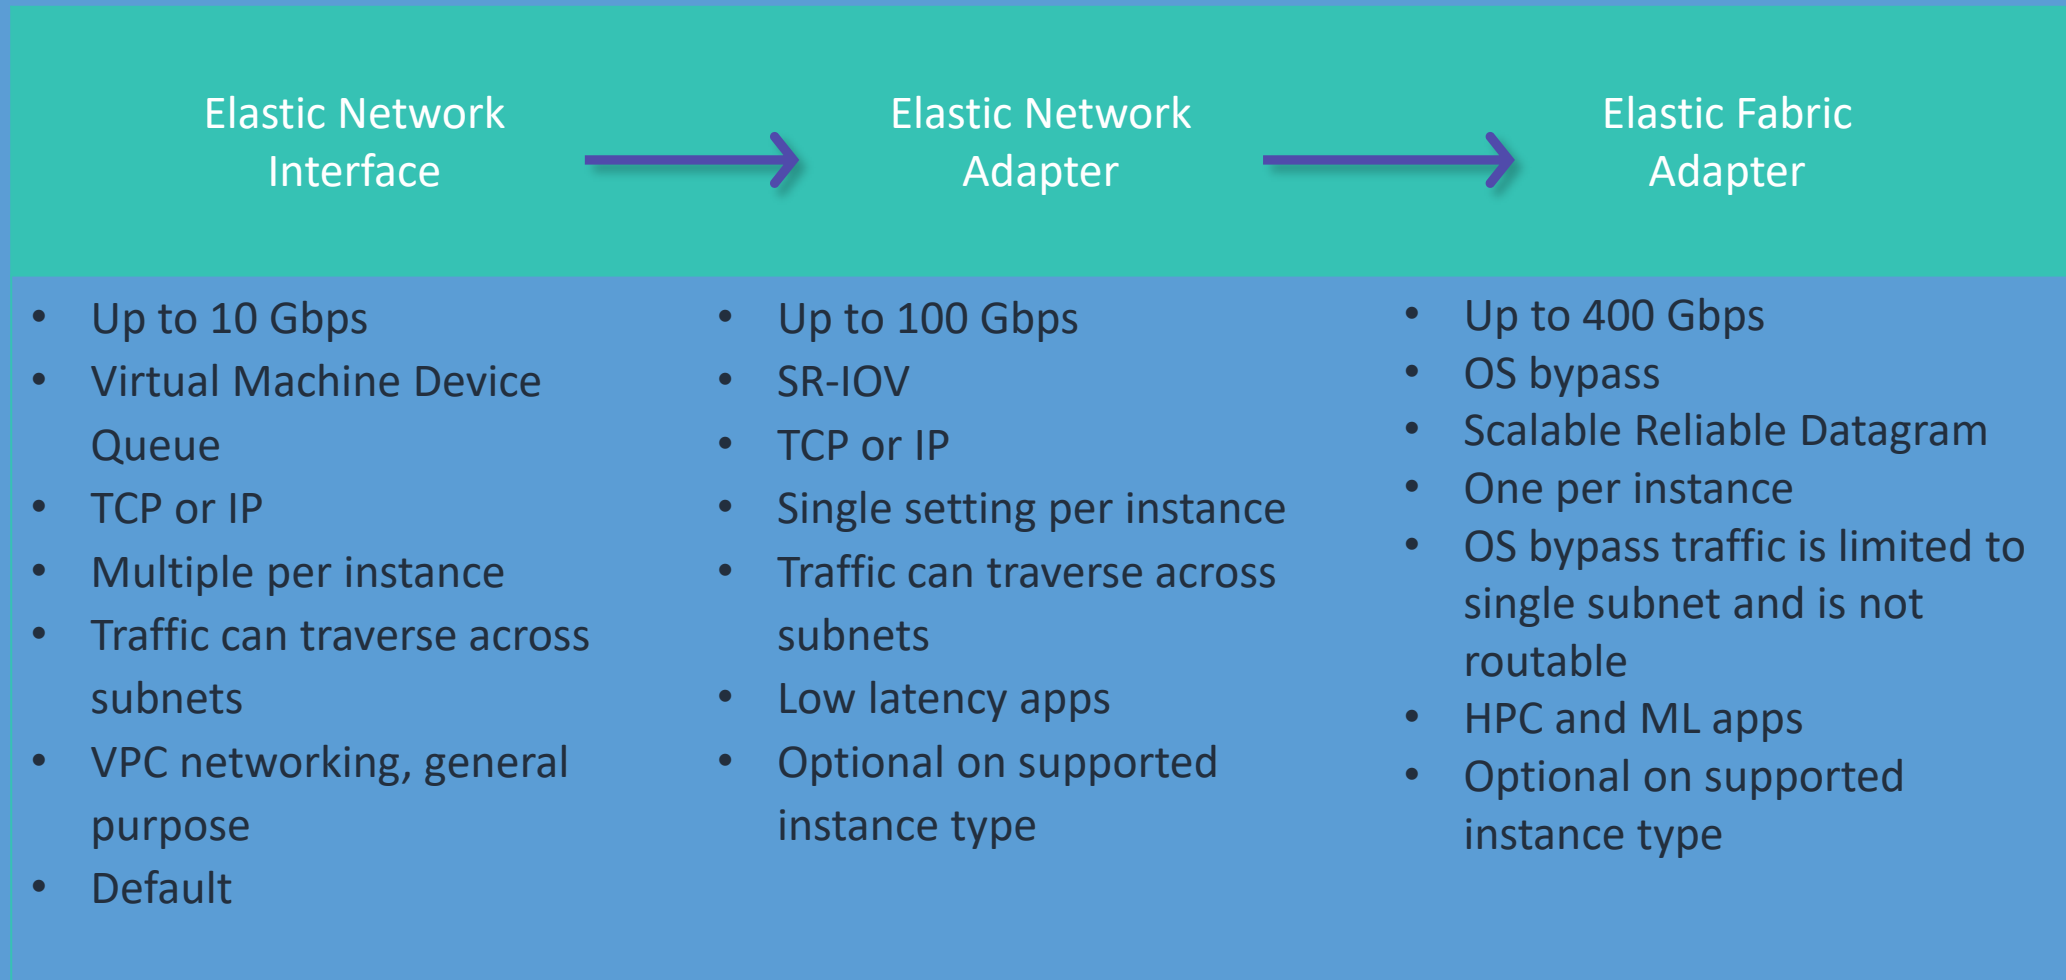 Elastic Network
Interface
Elastic Network
Adapter
Elastic Fabric
Adapter
• Up to 10 Gbps
• Virtual Machine Device
Queue
• TCP or IP
• Multiple per instance
• Traffic can traverse across
subnets
• VPC networking, general
purpose
• Default
• Up to 100 Gbps
• SR-IOV
• TCP or IP
• Single setting per instance
• Traffic can traverse across
subnets
• Low latency apps
• Optional on supported
instance type
• Up to 400 Gbps
• OS bypass
• Scalable Reliable Datagram
• One per instance
• OS bypass traffic is limited to
single subnet and is not
routable
• HPC and ML apps
• Optional on supported
instance type